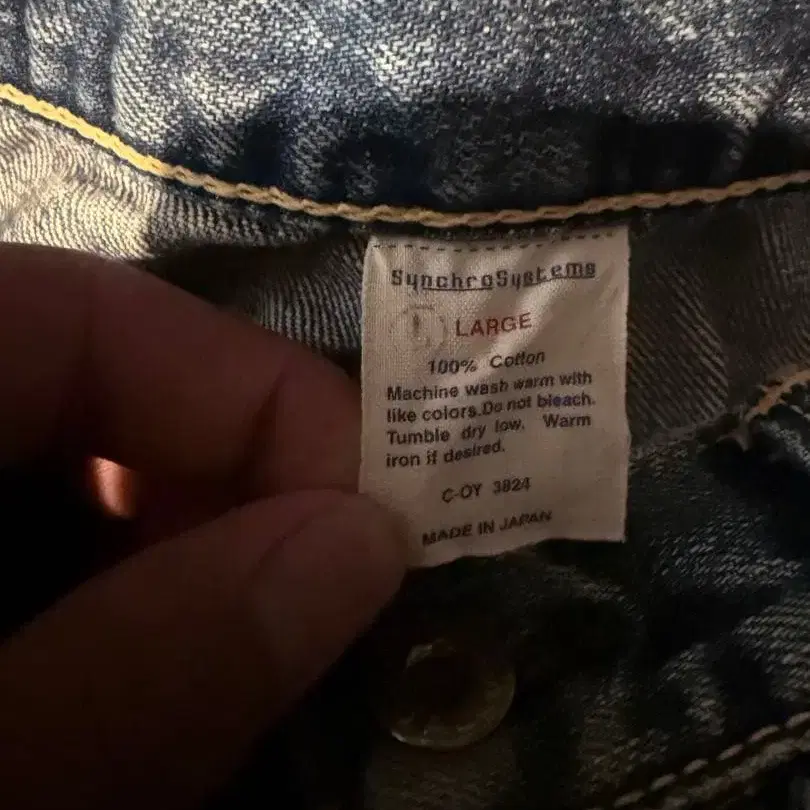 SynchroSystems
L LARGE
100% Cotton
Machine wash warm with
like colors.Do not bleach.
Tumble dry low. Warm
iron if desired.
C-OY 3824
MADE IN JAPAN